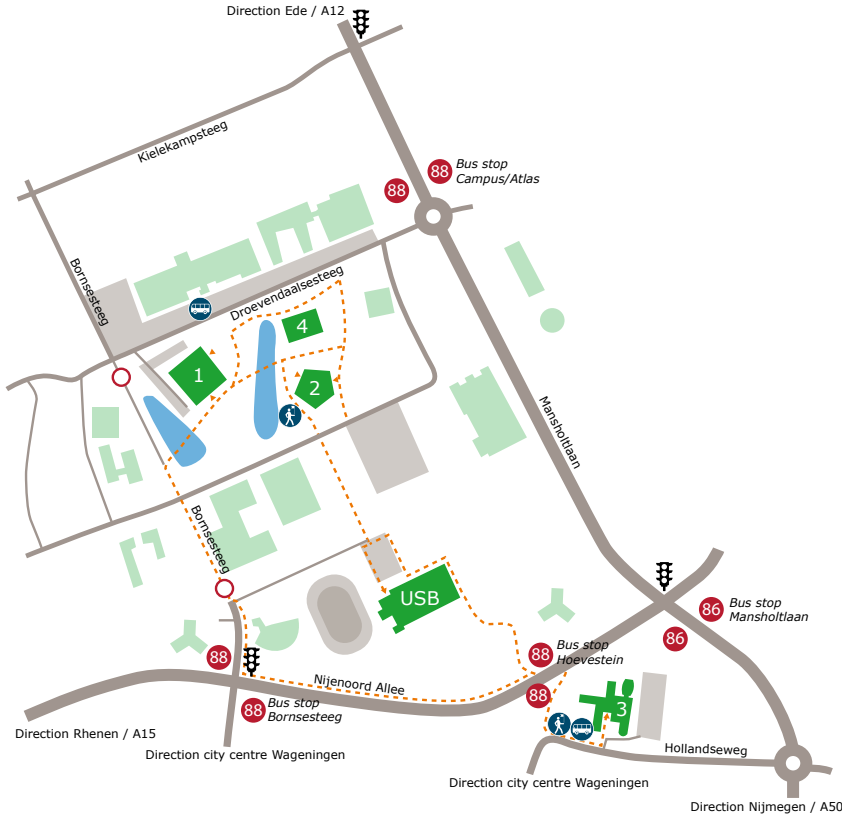 Direction Ede / A12
Kielekampsteeg
88
Bus stop
Campus/Atlas
88
Bornsesteeg
Droevendaalsesteeg
4
1
2
Mansholtlaan
Bornsesteeg
USB
86
Bus stop
Mansholtlaan
86
88
Bus stop
Hoevestein
88
88
Nijenoord Allee
88
Bus stop
Bornsesteeg
3
Direction Rhenen / A15
Direction city centre Wageningen
Hollandseweg
Direction city centre Wageningen
Direction Nijmegen / A50